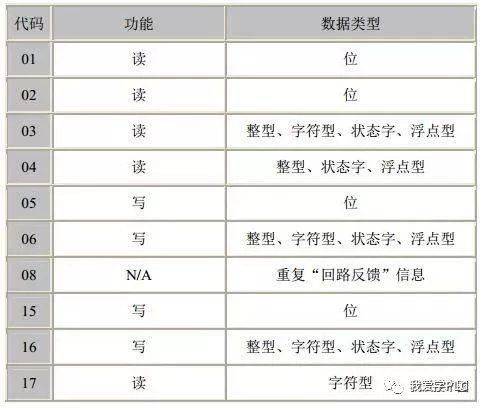 代码 功能 数据类型
01 读 位
02 读 位
03 读 整型、字符型、状态字、浮点型
04 读 整型、状态字、浮点型
05 写 位
06 写 整型、字符型、状态字、浮点型
08 N/A 重复“回路反馈”信息
15 写 位
16 写 整型、字符型、状态字、浮点型
17 读 字符型